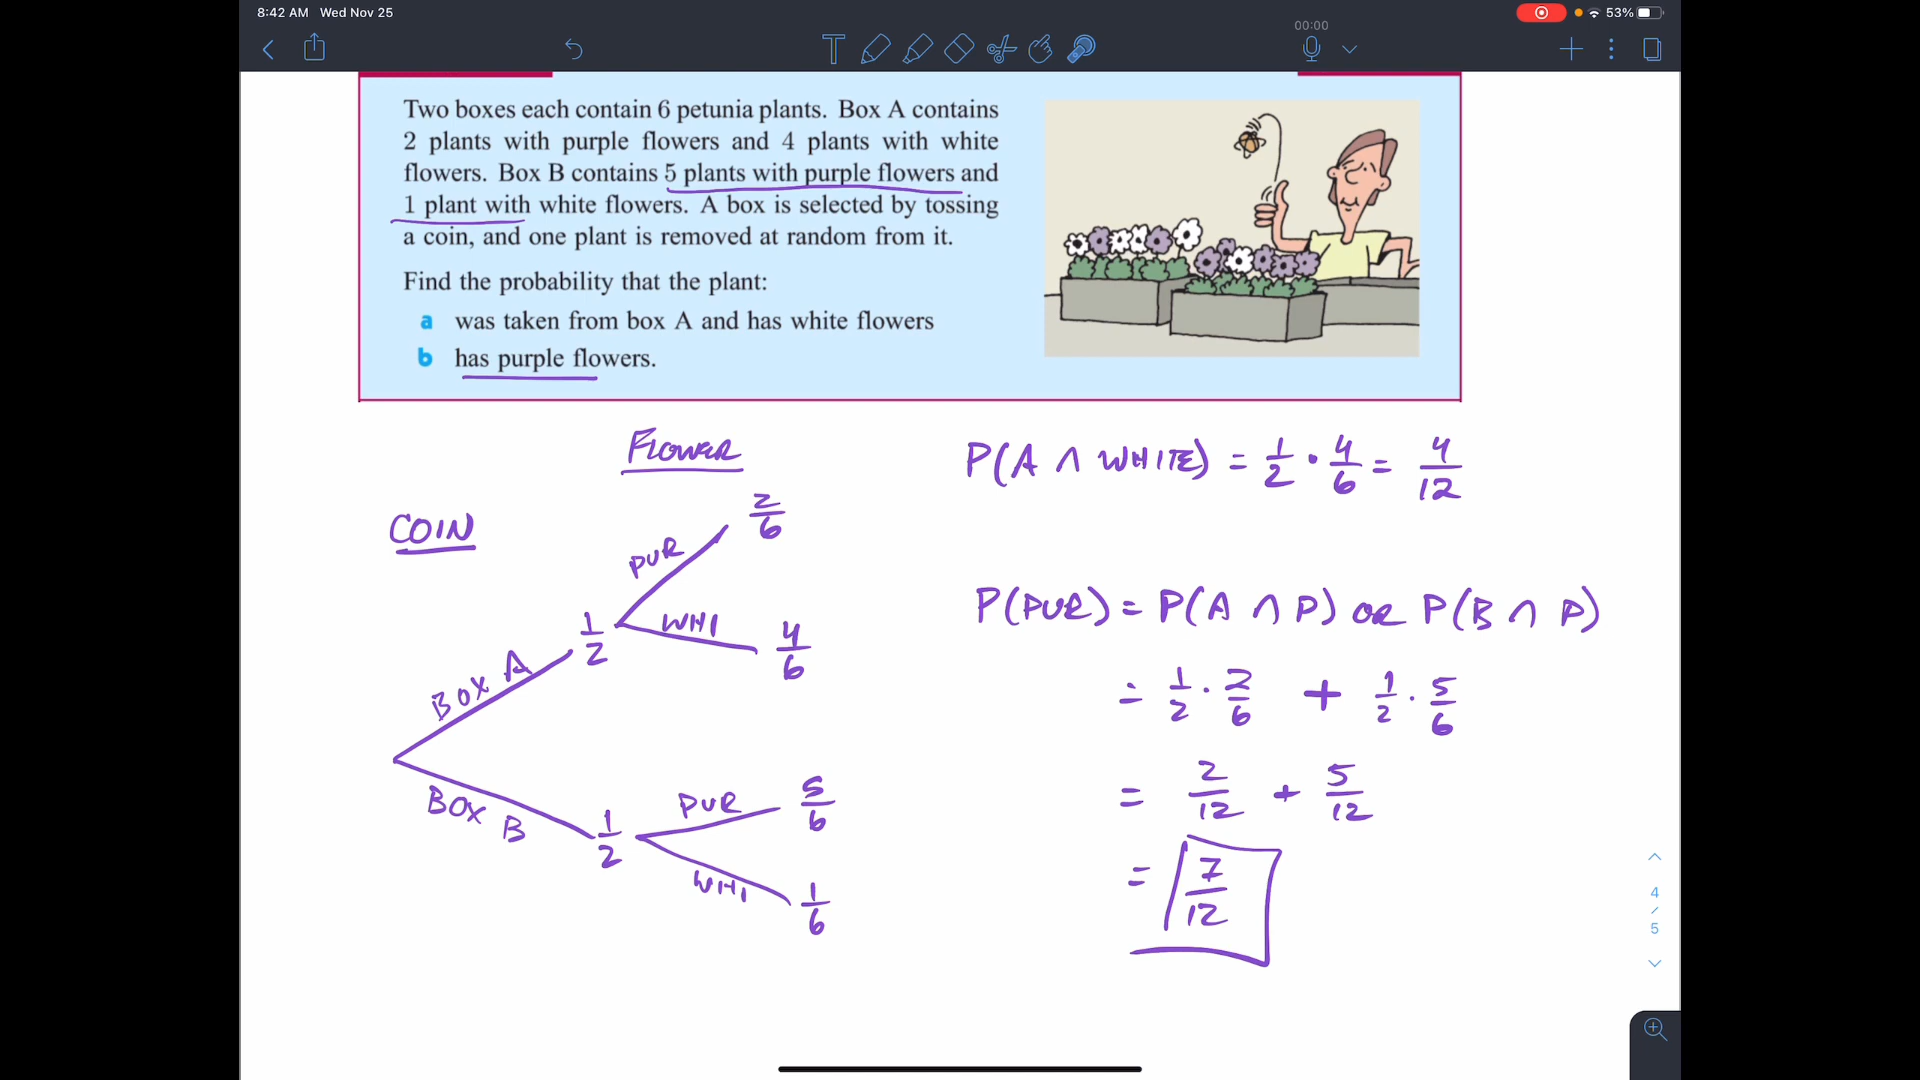 8:42 AM Wed Nov 25
53%
00:00
Two boxes each contain 6 petunia plants. Box A contains
2 plants with purple flowers and 4 plants with white
flowers. Box B contains 5 plants with purple flowers and
1 plant with white flowers. A box is selected by tossing
a coin, and one plant is removed at random from it.
Find the probability that the plant:
a was taken from box A and has white flowers
b has purple flowers.
FLOWER
COIN
BOX A 1/2
PUR 2/6
WHI 4/6
BOX B 1/2
PUR 5/6
WHI 1/6
P(A ∩ WHITE) = 1/2 · 4/6 = 4/12
P(PUR) = P(A ∩ P) OR P(B ∩ P)
= 1/2 · 2/6 + 1/2 · 5/6
= 2/12 + 5/12
= 7/12
4
/
5